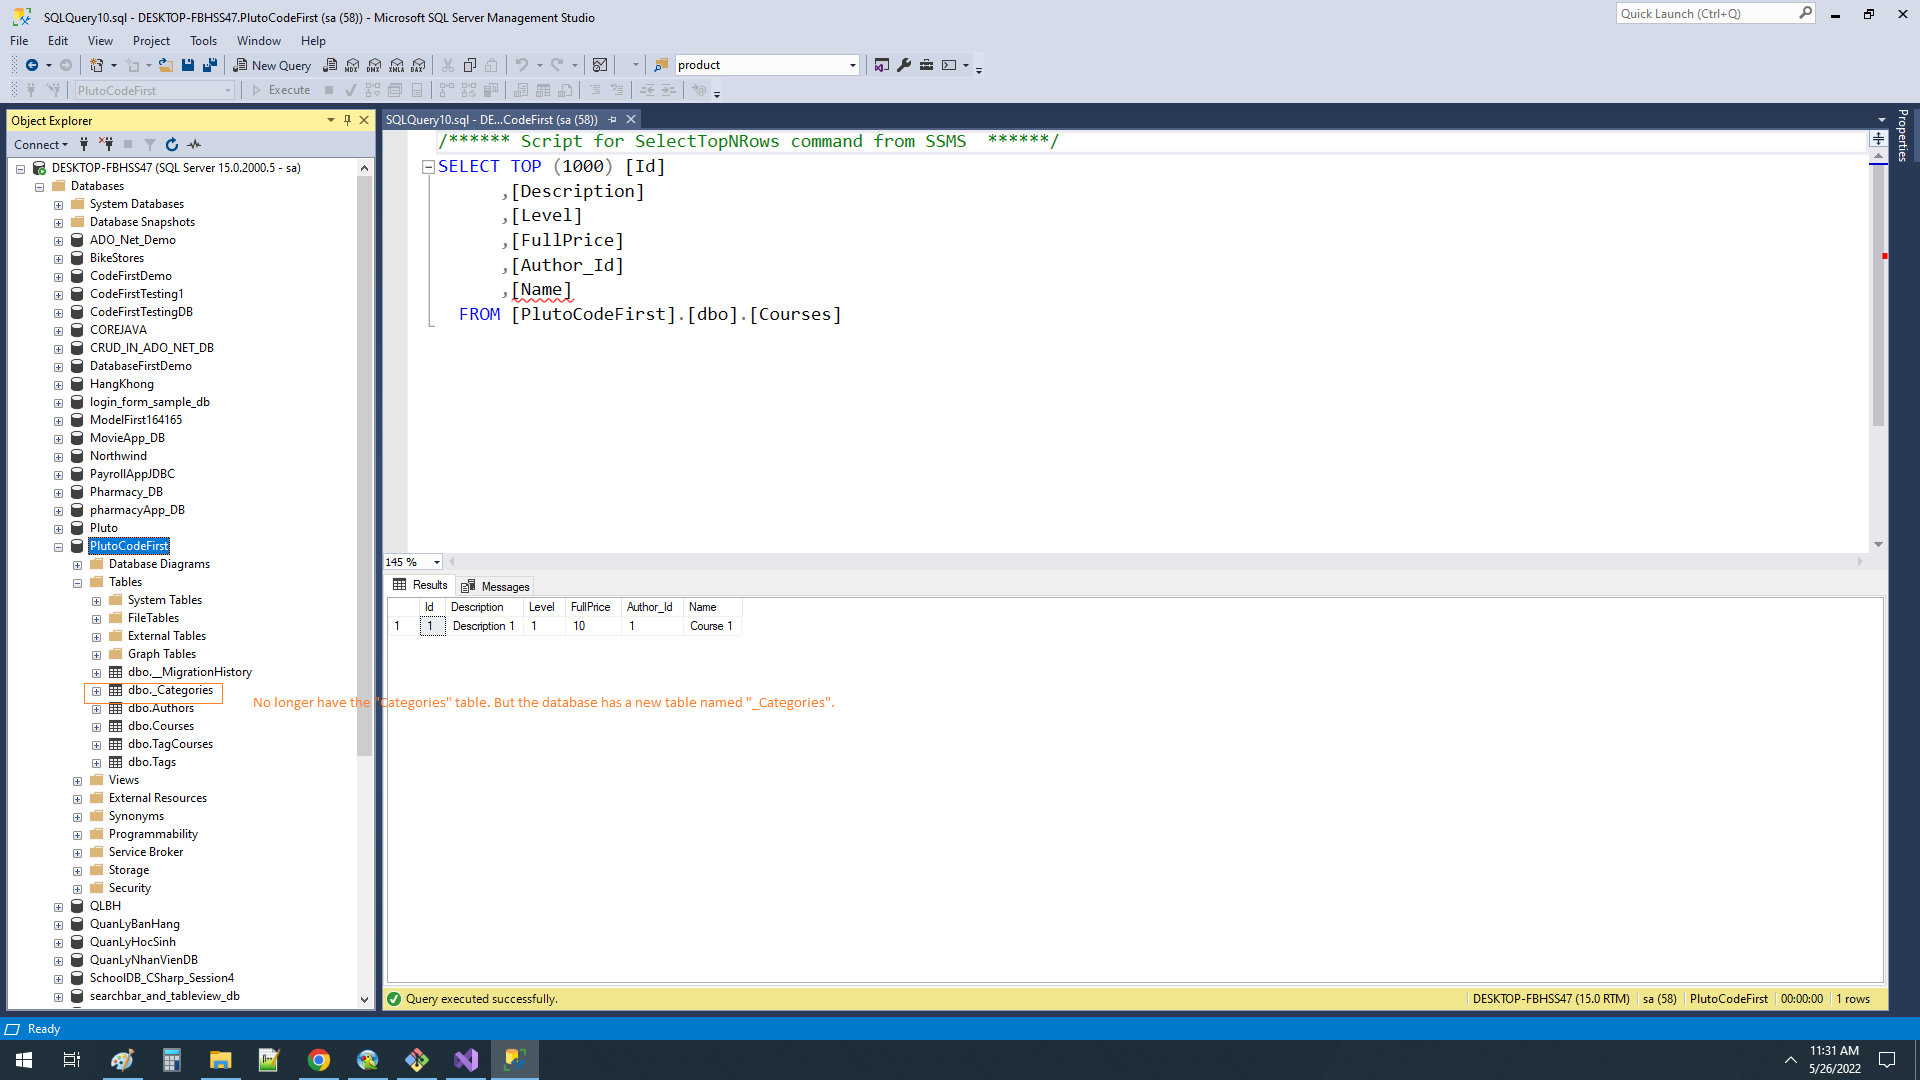 SQLQuery10.sql - DESKTOP-FBHSS47.PlutoCodeFirst (sa (58)) - Microsoft SQL Server Management Studio
Quick Launch (Ctrl+Q)
File Edit View Project Tools Window Help
New Query MDX DMX XMLA DAX product
PlutoCodeFirst Execute
Object Explorer
Connect
DESKTOP-FBHSS47 (SQL Server 15.0.2000.5 - sa)
Databases
System Databases
Database Snapshots
ADO_Net_Demo
BikeStores
CodeFirstDemo
CodeFirstTesting1
CodeFirstTestingDB
COREJAVA
CRUD_IN_ADO_NET_DB
DatabaseFirstDemo
HangKhong
login_form_sample_db
ModelFirst164165
MovieApp_DB
Northwind
PayrollAppJDBC
Pharmacy_DB
pharmacyApp_DB
Pluto
PlutoCodeFirst
Database Diagrams
Tables
System Tables
FileTables
External Tables
Graph Tables
dbo.__MigrationHistory
dbo._Categories
dbo.Authors
dbo.Courses
dbo.TagCourses
dbo.Tags
Views
External Resources
Synonyms
Programmability
Service Broker
Storage
Security
QLBH
QuanLyBanHang
QuanLyHocSinh
QuanLyNhanVienDB
SchoolDB_CSharp_Session4
searchbar_and_tableview_db
SQLQuery10.sql - DE...CodeFirst (sa (58))
Properties
/****** Script for SelectTopNRows command from SSMS ******/
SELECT TOP (1000) [Id]
,[Description]
,[Level]
,[FullPrice]
,[Author_Id]
,[Name]
FROM [PlutoCodeFirst].[dbo].[Courses]
145 %
Results Messages
Id Description Level FullPrice Author_Id Name
1 1 Description 1 1 10 1 Course 1
No longer have the "Categories" table. But the database has a new table named "_Categories".
Query executed successfully.
DESKTOP-FBHSS47 (15.0 RTM) sa (58) PlutoCodeFirst 00:00:00 1 rows
Ready
11:31 AM
5/26/2022